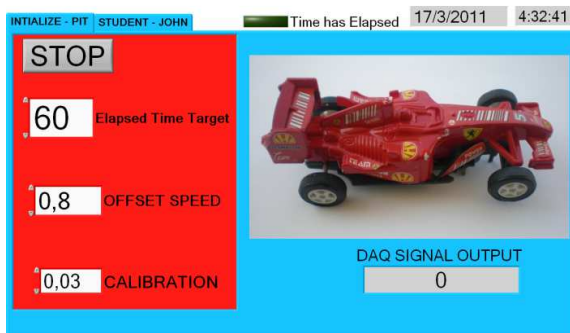 INTIALIZE - PIT STUDENT - JOHN
Time has Elapsed 17/3/2011 4:32:41
STOP
60 Elapsed Time Target
0,8 OFFSET SPEED
0,03 CALIBRATION
DAQ SIGNAL OUTPUT
0